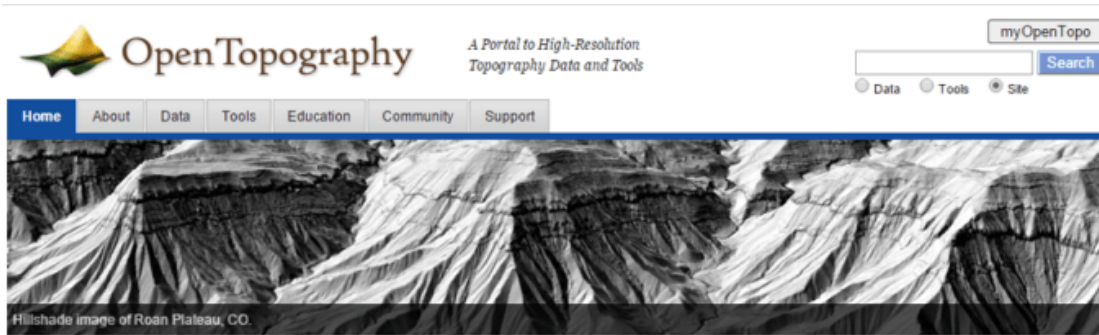 OpenTopography
A Portal to High-Resolution
Topography Data and Tools
myOpenTopo
Search
Data Tools Site
Home About Data Tools Education Community Support
Hillshade image of Roan Plateau, CO.